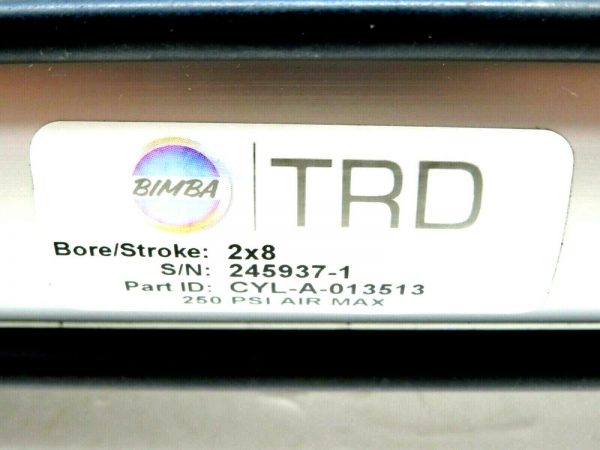 BIMBA
TRD
Bore/Stroke: 2x8
S/N: 245937-1
Part ID: CYL-A-013513
250 PSI AIR MAX